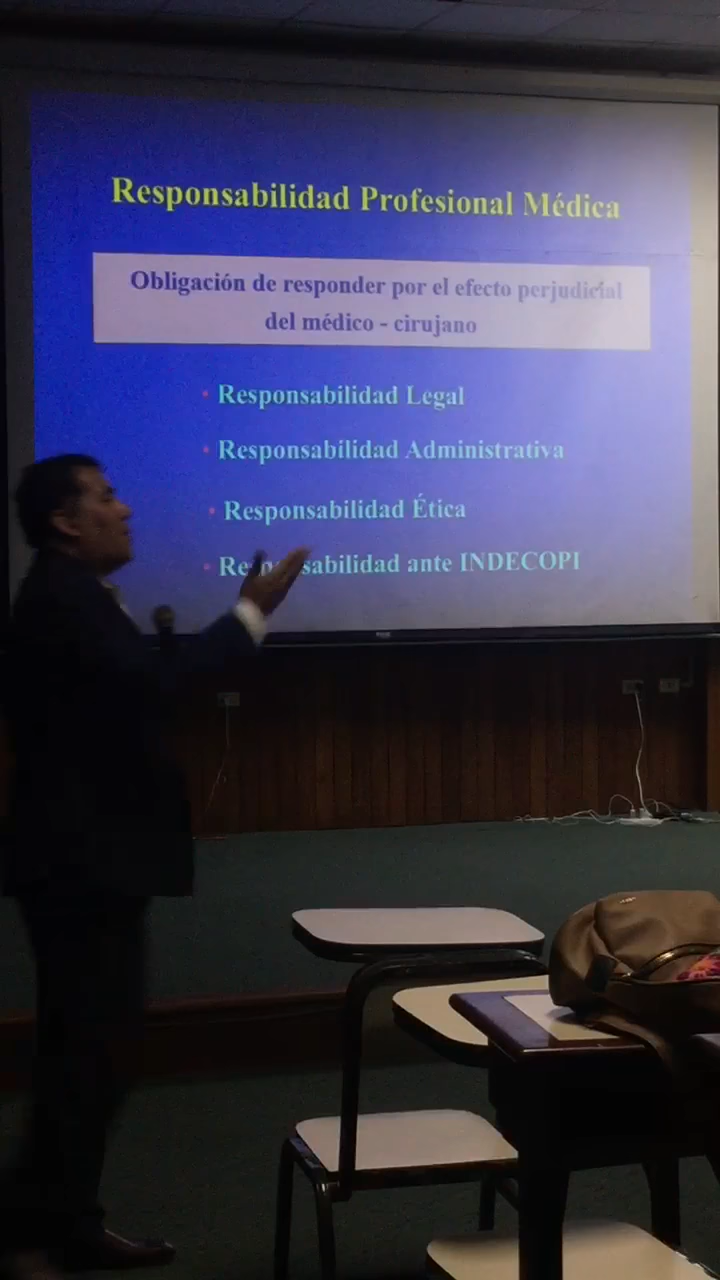 Responsabilidad Profesional Médica
Obligación de responder por el efecto perjudicial
del médico - cirujano
• Responsabilidad Legal
• Responsabilidad Administrativa
• Responsabilidad Ética
• Responsabilidad ante INDECOPI